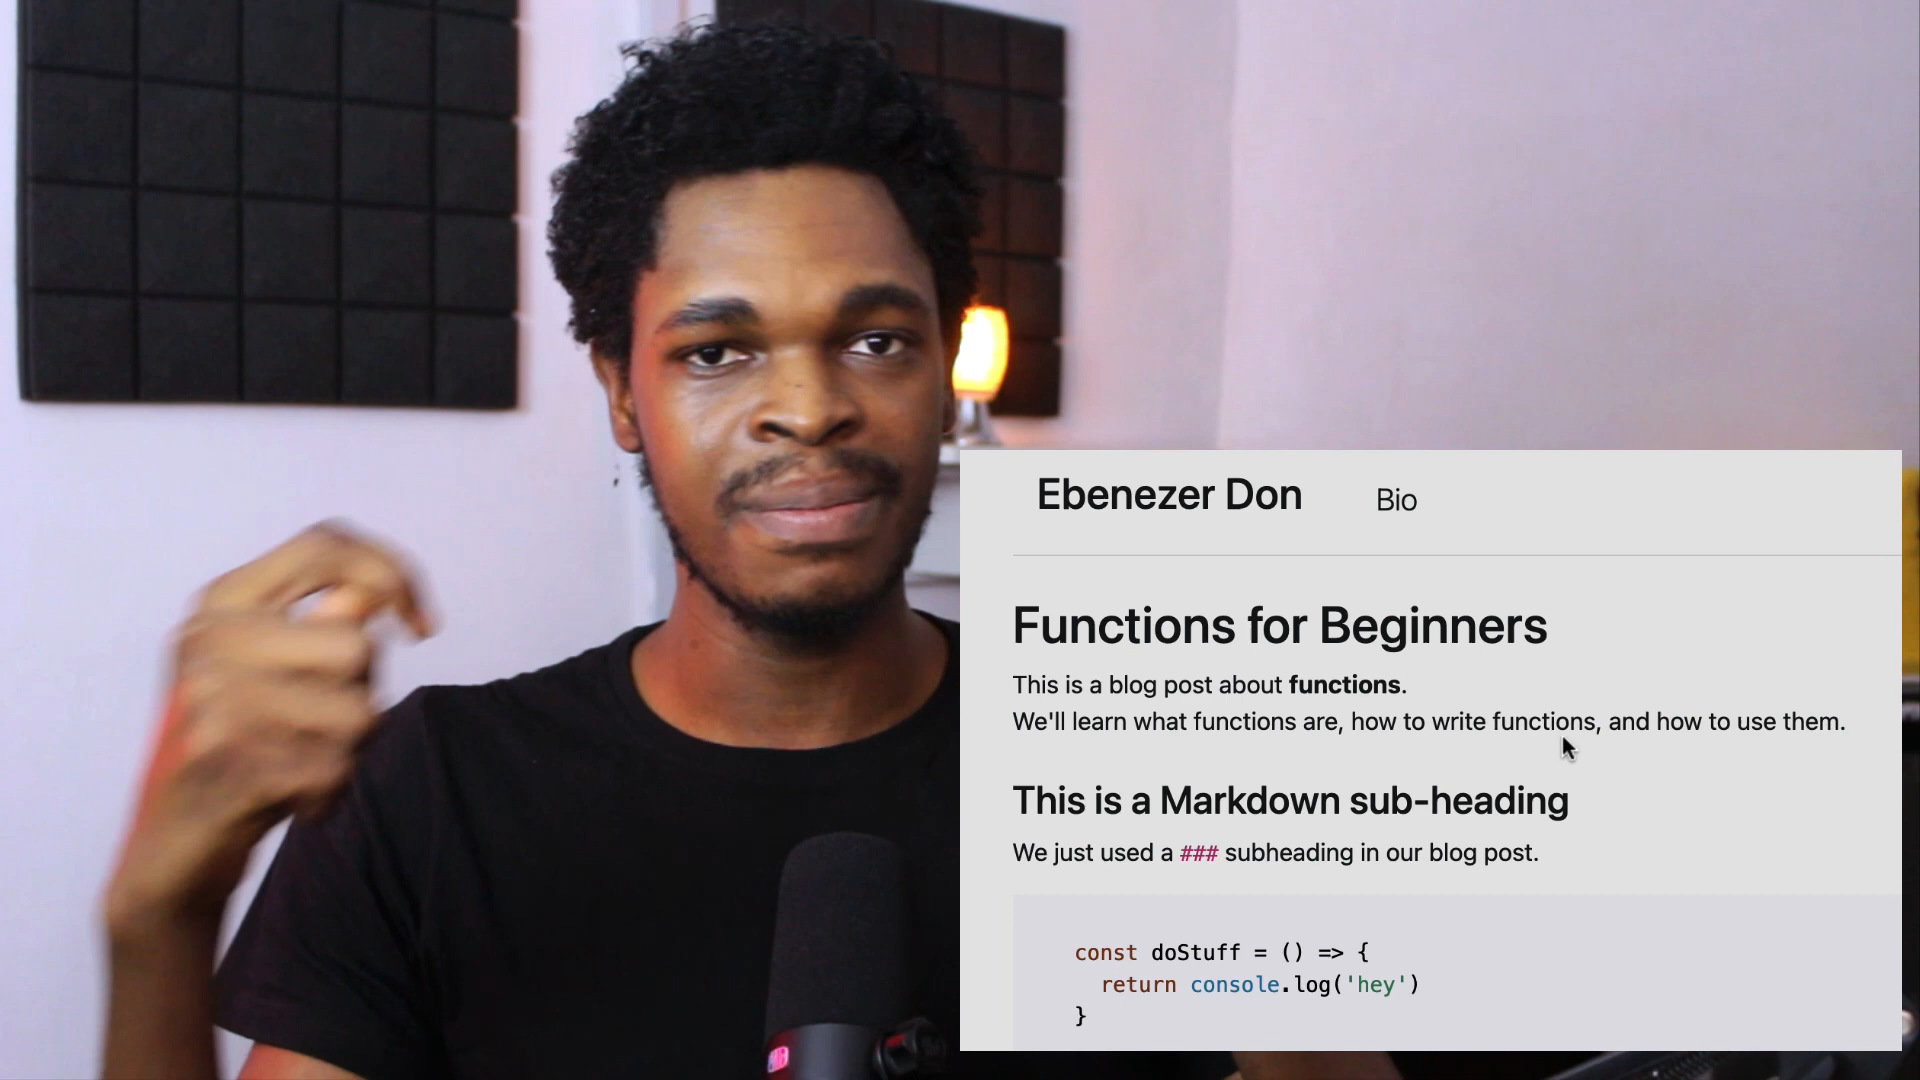 Ebenezer Don Bio
Functions for Beginners
This is a blog post about functions.
We'll learn what functions are, how to write functions, and how to use them.
This is a Markdown sub-heading
We just used a ### subheading in our blog post.
const doStuff = () => {
return console.log('hey')
}